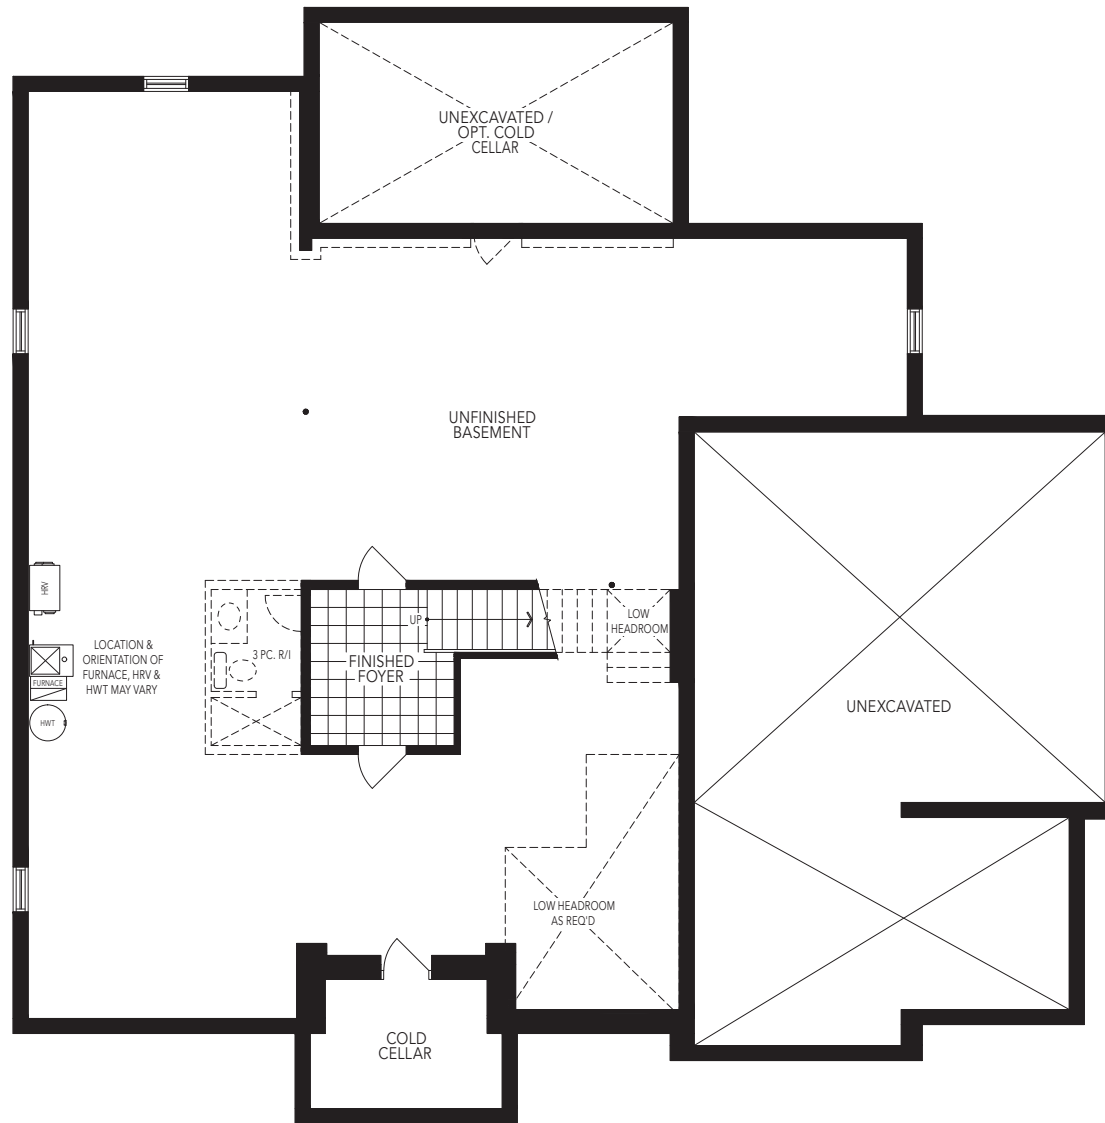 UNEXCAVATED /
OPT. COLD
CELLAR
UNFINISHED
BASEMENT
HRV
LOCATION &
ORIENTATION OF
FURNACE, HRV &
HWT MAY VARY
FURNACE
HWT
3 PC. R/I
UP
FINISHED
FOYER
LOW
HEADROOM
UNEXCAVATED
LOW HEADROOM
AS REQ'D
COLD
CELLAR